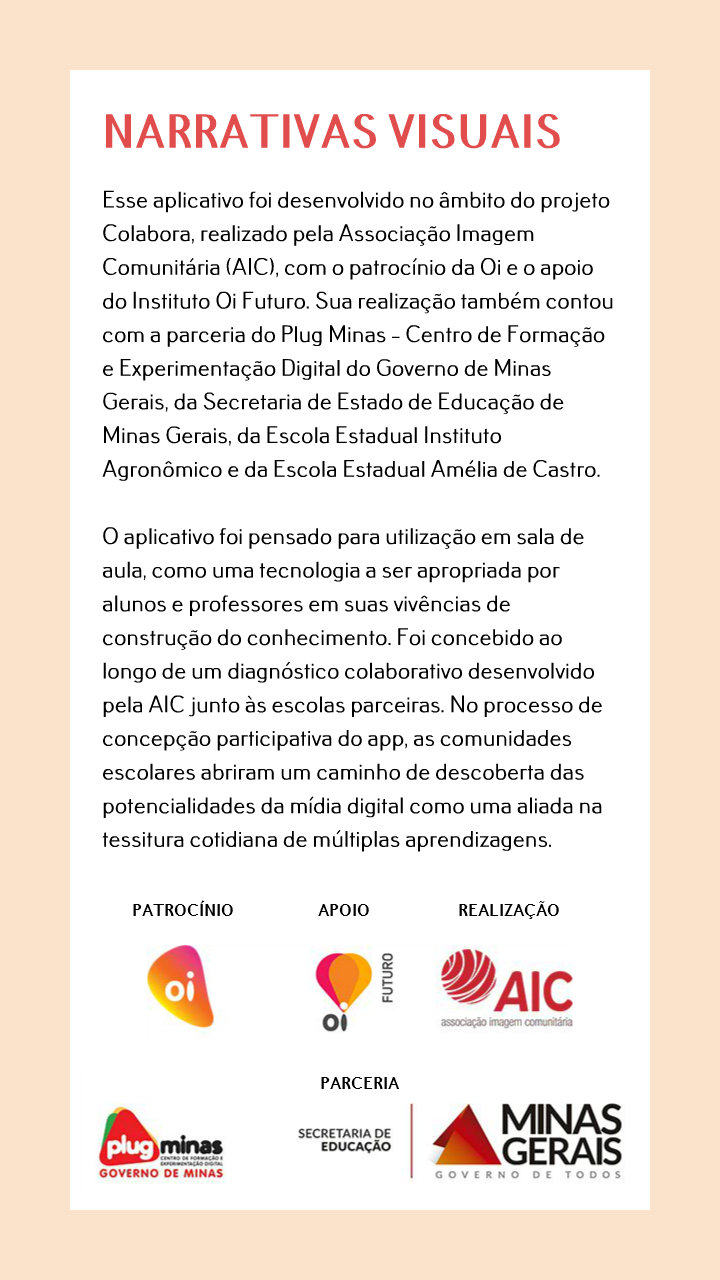 NARRATIVAS VISUAIS
Esse aplicativo foi desenvolvido no âmbito do projeto
Colabora, realizado pela Associação Imagem
Comunitária (AIC), com o patrocínio da Oi e o apoio
do Instituto Oi Futuro. Sua realização também contou
com a parceria do Plug Minas - Centro de Formação
e Experimentação Digital do Governo de Minas
Gerais, da Secretaria de Estado de Educação de
Minas Gerais, da Escola Estadual Instituto
Agronômico e da Escola Estadual Amélia de Castro.
O aplicativo foi pensado para utilização em sala de
aula, como uma tecnologia a ser apropriada por
alunos e professores em suas vivências de
construção do conhecimento. Foi concebido ao
longo de um diagnóstico colaborativo desenvolvido
pela AIC junto às escolas parceiras. No processo de
concepção participativa do app, as comunidades
escolares abriram um caminho de descoberta das
potencialidades da mídia digital como uma aliada na
tessitura cotidiana de múltiplas aprendizagens.
PATROCÍNIO
APOIO
REALIZAÇÃO
oi
oi
FUTURO
AIC
associação imagem comunitária
PARCERIA
plug minas
CENTRO DE FORMAÇÃO E
EXPERIMENTAÇÃO DIGITAL
GOVERNO DE MINAS
SECRETARIA DE
EDUCAÇÃO
MINAS
GERAIS
GOVERNO DE TODOS